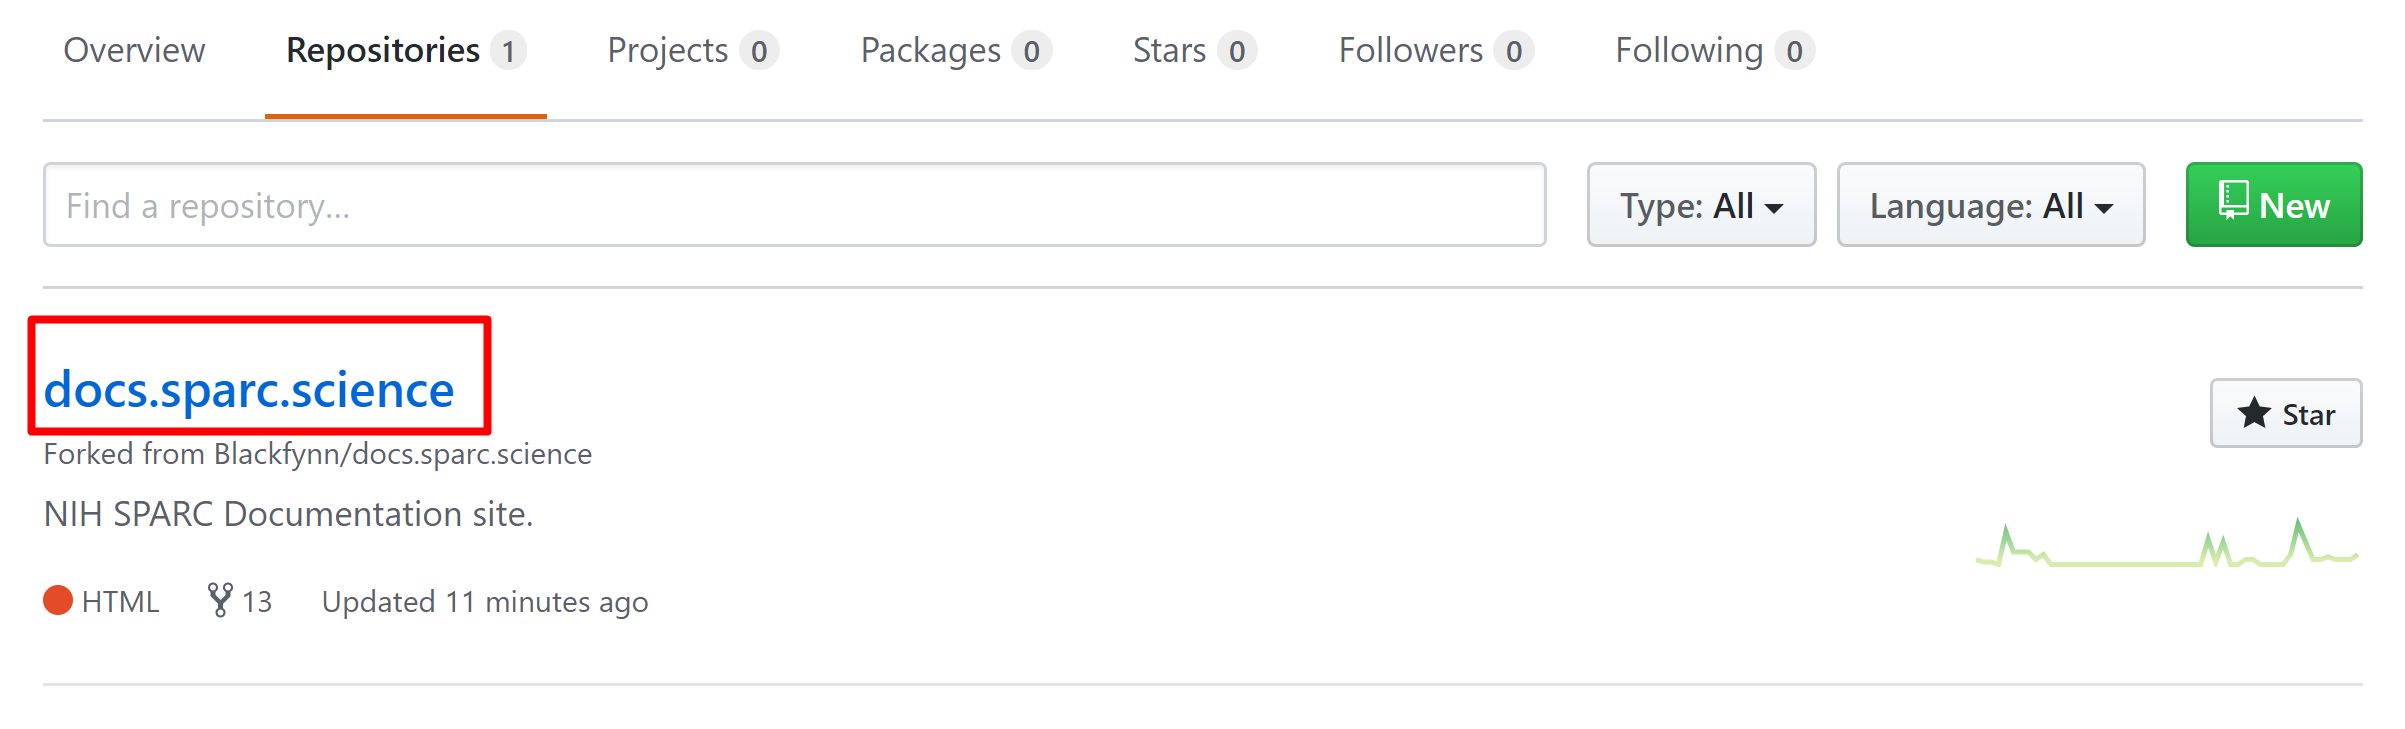 Overview Repositories 1 Projects 0 Packages 0 Stars 0 Followers 0 Following 0
Find a repository... Type: All Language: All New
docs.sparc.science
Star
Forked from Blackfynn/docs.sparc.science
NIH SPARC Documentation site.
HTML 13 Updated 11 minutes ago